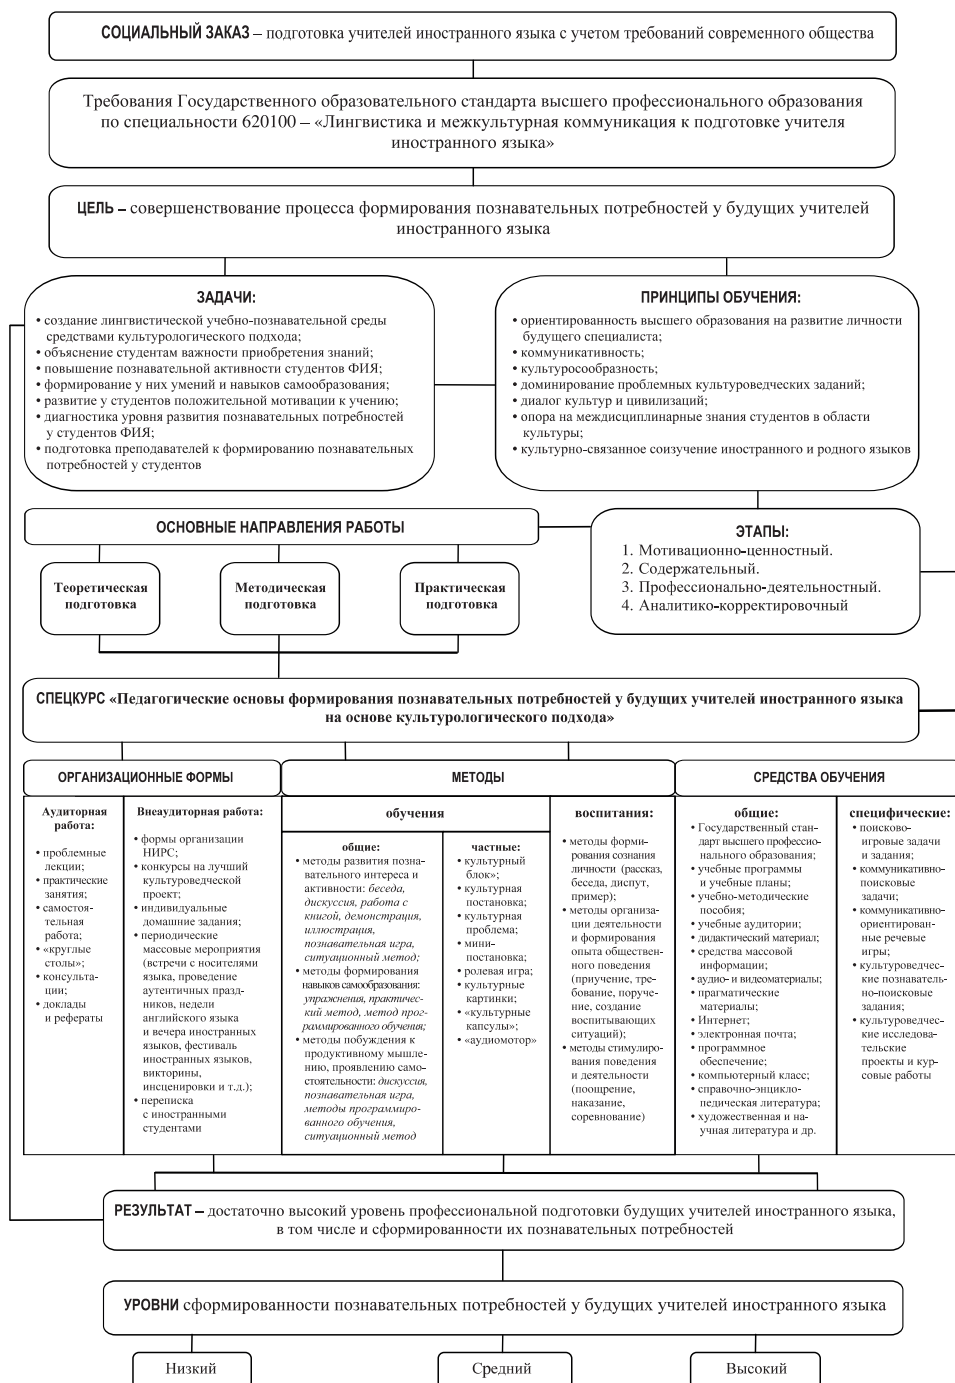 СОЦИАЛЬНЫЙ ЗАКАЗ – подготовка учителей иностранного языка с учетом требований современного общества
Требования Государственного образовательного стандарта высшего профессионального образования
по специальности 620100 – «Лингвистика и межкультурная коммуникация к подготовке учителя
иностранного языка»
ЦЕЛЬ – совершенствование процесса формирования познавательных потребностей у будущих учителей
иностранного языка
ЗАДАЧИ:
• создание лингвистической учебно-познавательной среды
средствами культурологического подхода;
• объяснение студентам важности приобретения знаний;
• повышение познавательной активности студентов ФИЯ;
• формирование у них умений и навыков самообразования;
• развитие у студентов положительной мотивации к учению;
• диагностика уровня развития познавательных потребностей
у студентов ФИЯ;
• подготовка преподавателей к формированию познавательных
потребностей у студентов
ПРИНЦИПЫ ОБУЧЕНИЯ:
• ориентированность высшего образования на развитие личности
будущего специалиста;
• коммуникативность;
• культуросообразность;
• доминирование проблемных культуроведческих заданий;
• диалог культур и цивилизаций;
• опора на междисциплинарные знания студентов в области
культуры;
• культурно-связанное соизучение иностранного и родного языков
ОСНОВНЫЕ НАПРАВЛЕНИЯ РАБОТЫ
Теоретическая
подготовка
Методическая
подготовка
Практическая
подготовка
ЭТАПЫ:
1. Мотивационно-ценностный.
2. Содержательный.
3. Профессионально-деятельностный.
4. Аналитико-корректировочный
СПЕЦКУРС «Педагогические основы формирования познавательных потребностей у будущих учителей иностранного языка
на основе культурологического подхода»
ОРГАНИЗАЦИОННЫЕ ФОРМЫ
Аудиторная
работа:
• проблемные
лекции;
• практические
занятия;
• самостоя-
тельная
работа;
• «круглые
столы»;
• консульта-
ции;
• доклады
и рефераты
Внеаудиторная работа:
• формы организации
НИРС;
• конкурсы на лучший
культуроведческий
проект;
• индивидуальные
домашние задания;
• периодические
массовые мероприятия
(встречи с носителями
языка, проведение
аутентичных празд-
ников, недели
английского языка
и вечера иностранных
языков, фестиваль
иностранных языков,
викторины,
инсценировки и т.д.);
• переписка
с иностранными
студентами
МЕТОДЫ
обучения
общие:
• методы развития позна-
вательного интереса и
активности: беседа,
дискуссия, работа с
книгой, демонстрация,
иллюстрация,
познавательная игра,
ситуационный метод;
• методы формирования
навыков самообразования:
упражнения, практичес-
кий метод, метод прог-
раммированного обучения;
• методы побуждения к
продуктивному мышле-
нию, проявлению само-
стоятельности: дискуссия,
познавательная игра,
методы программиро-
ванного обучения,
ситуационный метод
частные:
• культурный
блок»;
• культурная
постановка;
• культурная
проблема;
• мини-
постановка;
• ролевая игра;
• культурные
картинки;
• «культурные
капсулы»;
• «аудиомотор»
воспитания:
• методы форми-
рования сознания
личности (рассказ,
беседа, диспут,
пример);
• методы организа-
ции деятельности
и формирования
опыта обществен-
ного поведения
(приучение, тре-
бование, поруче-
ние, создание
воспитывающих
ситуаций);
• методы стимулиро-
вания поведения
и деятельности
(поощрение,
наказание,
соревнование)
СРЕДСТВА ОБУЧЕНИЯ
общие:
• Государственный стан-
дарт высшего профессио-
нального образования;
• учебные программы
и учебные планы;
• учебно-методические
пособия;
• учебные аудитории;
• дидактический материал;
• средства массовой
информации;
• аудио- и видеоматериалы;
• прагматические
материалы;
• Интернет;
• электронная почта;
• программное
обеспечение;
• компьютерный класс;
• справочно-энцикло-
педическая литература;
• художественная и на-
учная литература и др.
специфические:
• поисково-
игровые задачи
и задания;
• коммуникативно-
поисковые
задачи;
• коммуникативно-
ориентирован-
ные речевые
игры;
• культуроведчес-
кие познаватель-
но-поисковые
задания;
• культуроведчес-
кие исследова-
тельские
проекты и кур-
совые работы
РЕЗУЛЬТАТ – достаточно высокий уровень профессиональной подготовки будущих учителей иностранного языка,
в том числе и сформированности их познавательных потребностей
УРОВНИ сформированности познавательных потребностей у будущих учителей иностранного языка
Низкий
Средний
Высокий